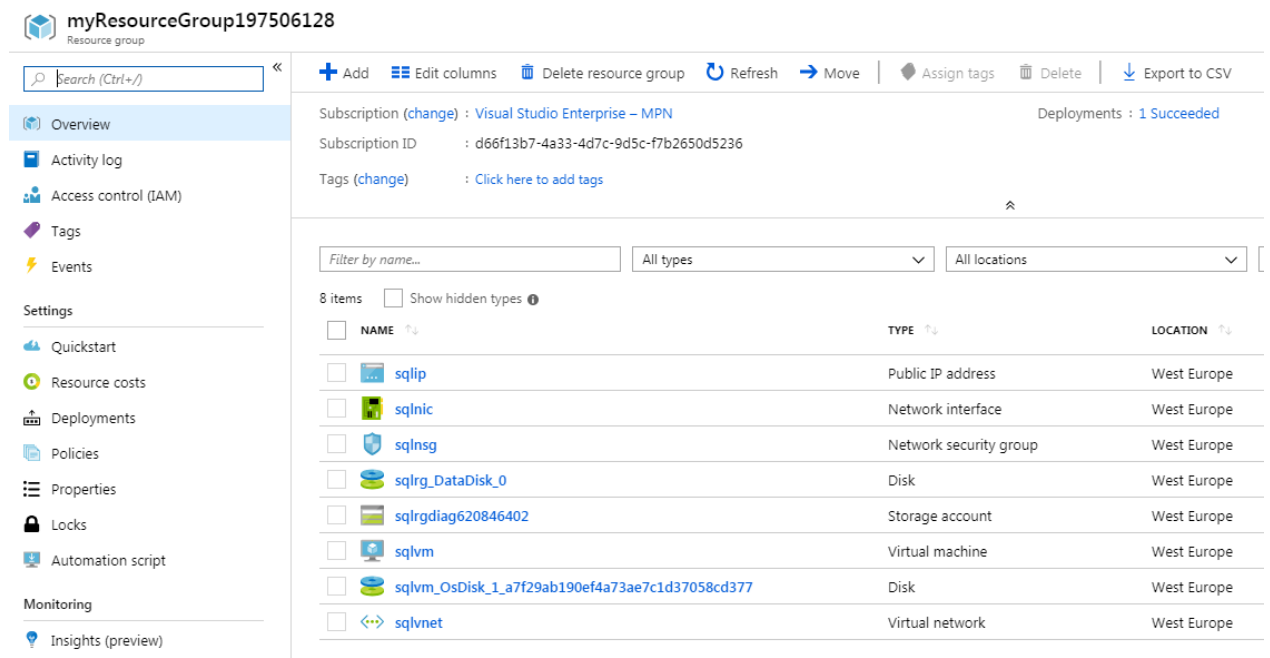 myResourceGroup197506128
Resource group
Search (Ctrl+/)
«
Overview
Activity log
Access control (IAM)
Tags
Events
Settings
Quickstart
Resource costs
Deployments
Policies
Properties
Locks
Automation script
Monitoring
Insights (preview)
Add Edit columns Delete resource group Refresh Move Assign tags Delete Export to CSV
Subscription (change) : Visual Studio Enterprise – MPN Deployments : 1 Succeeded
Subscription ID : d66f13b7-4a33-4d7c-9d5c-f7b2650d5236
Tags (change) : Click here to add tags
Filter by name... All types All locations
8 items Show hidden types
NAME TYPE LOCATION
sqlip Public IP address West Europe
sqlnic Network interface West Europe
sqlnsg Network security group West Europe
sqlrg_DataDisk_0 Disk West Europe
sqlrgdiag620846402 Storage account West Europe
sqlvm Virtual machine West Europe
sqlvm_OsDisk_1_a7f29ab190ef4a73ae7c1d37058cd377 Disk West Europe
sqlvnet Virtual network West Europe